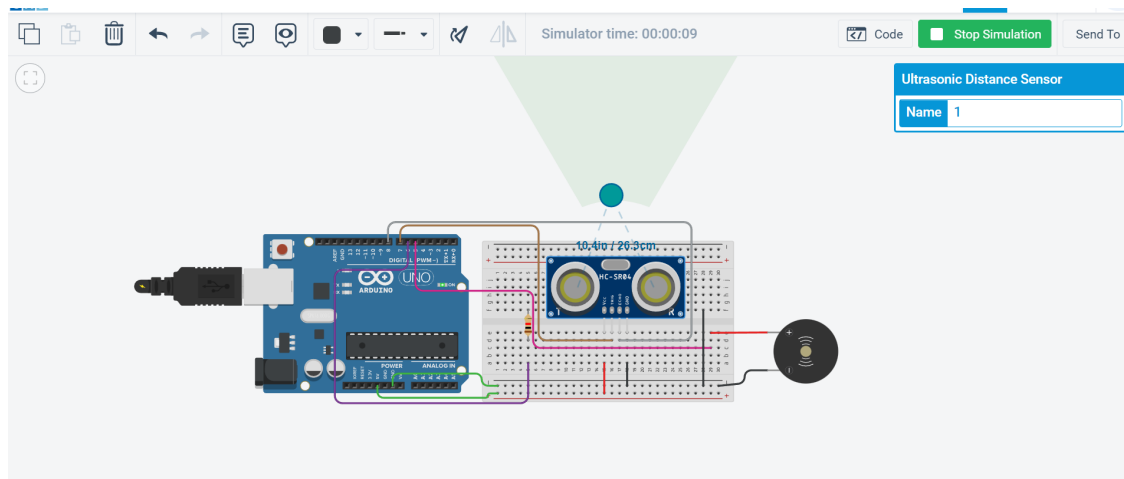 Simulator time: 00:00:09
Code
Stop Simulation
Send To
Ultrasonic Distance Sensor
Name 1
10.4in / 26.3cm
HC-SR04
DIGITAL (PWM~)
UNO
ON
ARDUINO
POWER
ANALOG IN